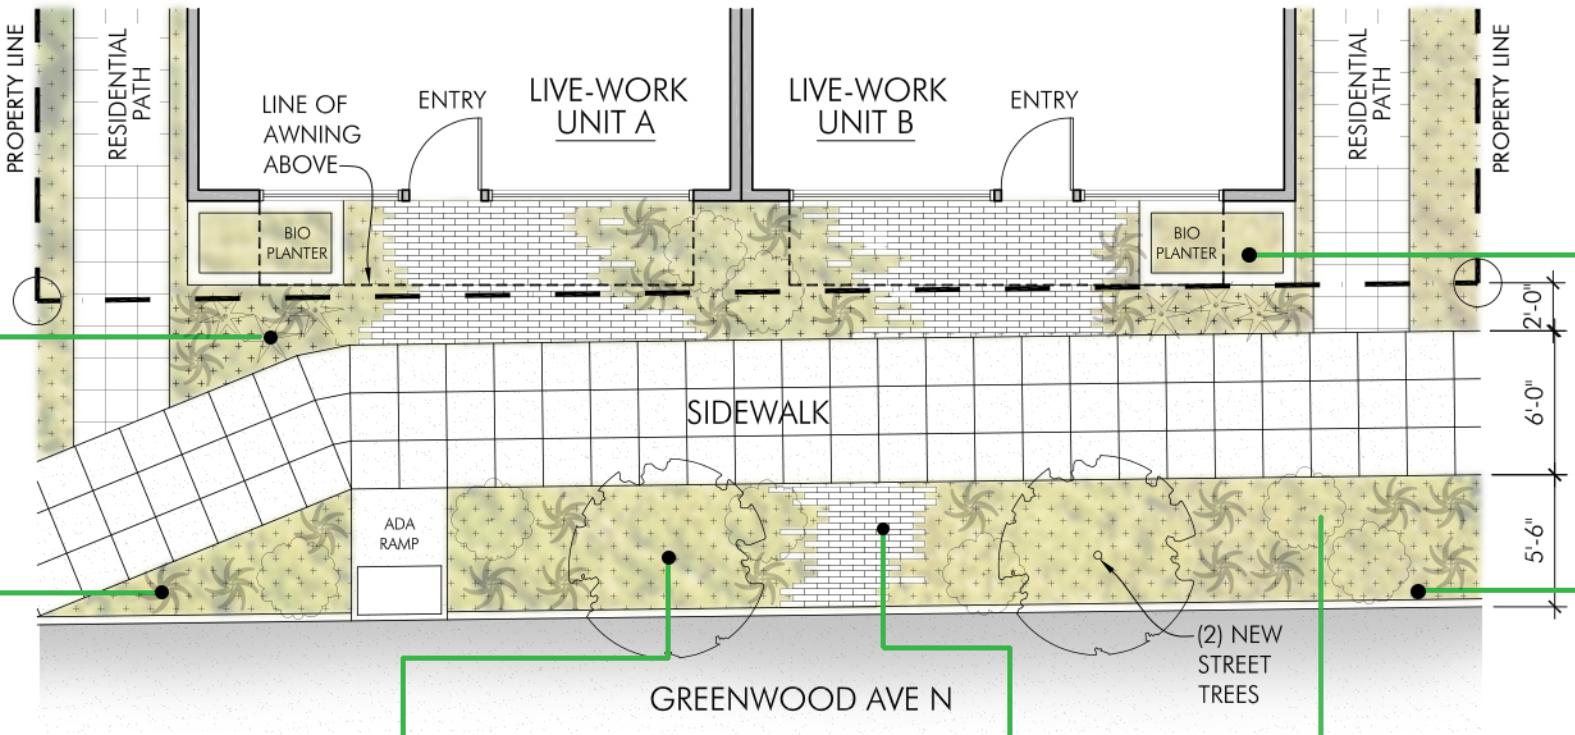 PROPERTY LINE
RESIDENTIAL
PATH
LINE OF
AWNING
ABOVE
ENTRY
LIVE-WORK
UNIT A
LIVE-WORK
UNIT B
ENTRY
RESIDENTIAL
PATH
PROPERTY LINE
BIO
PLANTER
BIO
PLANTER
2'-0"
SIDEWALK
6'-0"
ADA
RAMP
5'-6"
(2) NEW
STREET
TREES
GREENWOOD AVE N